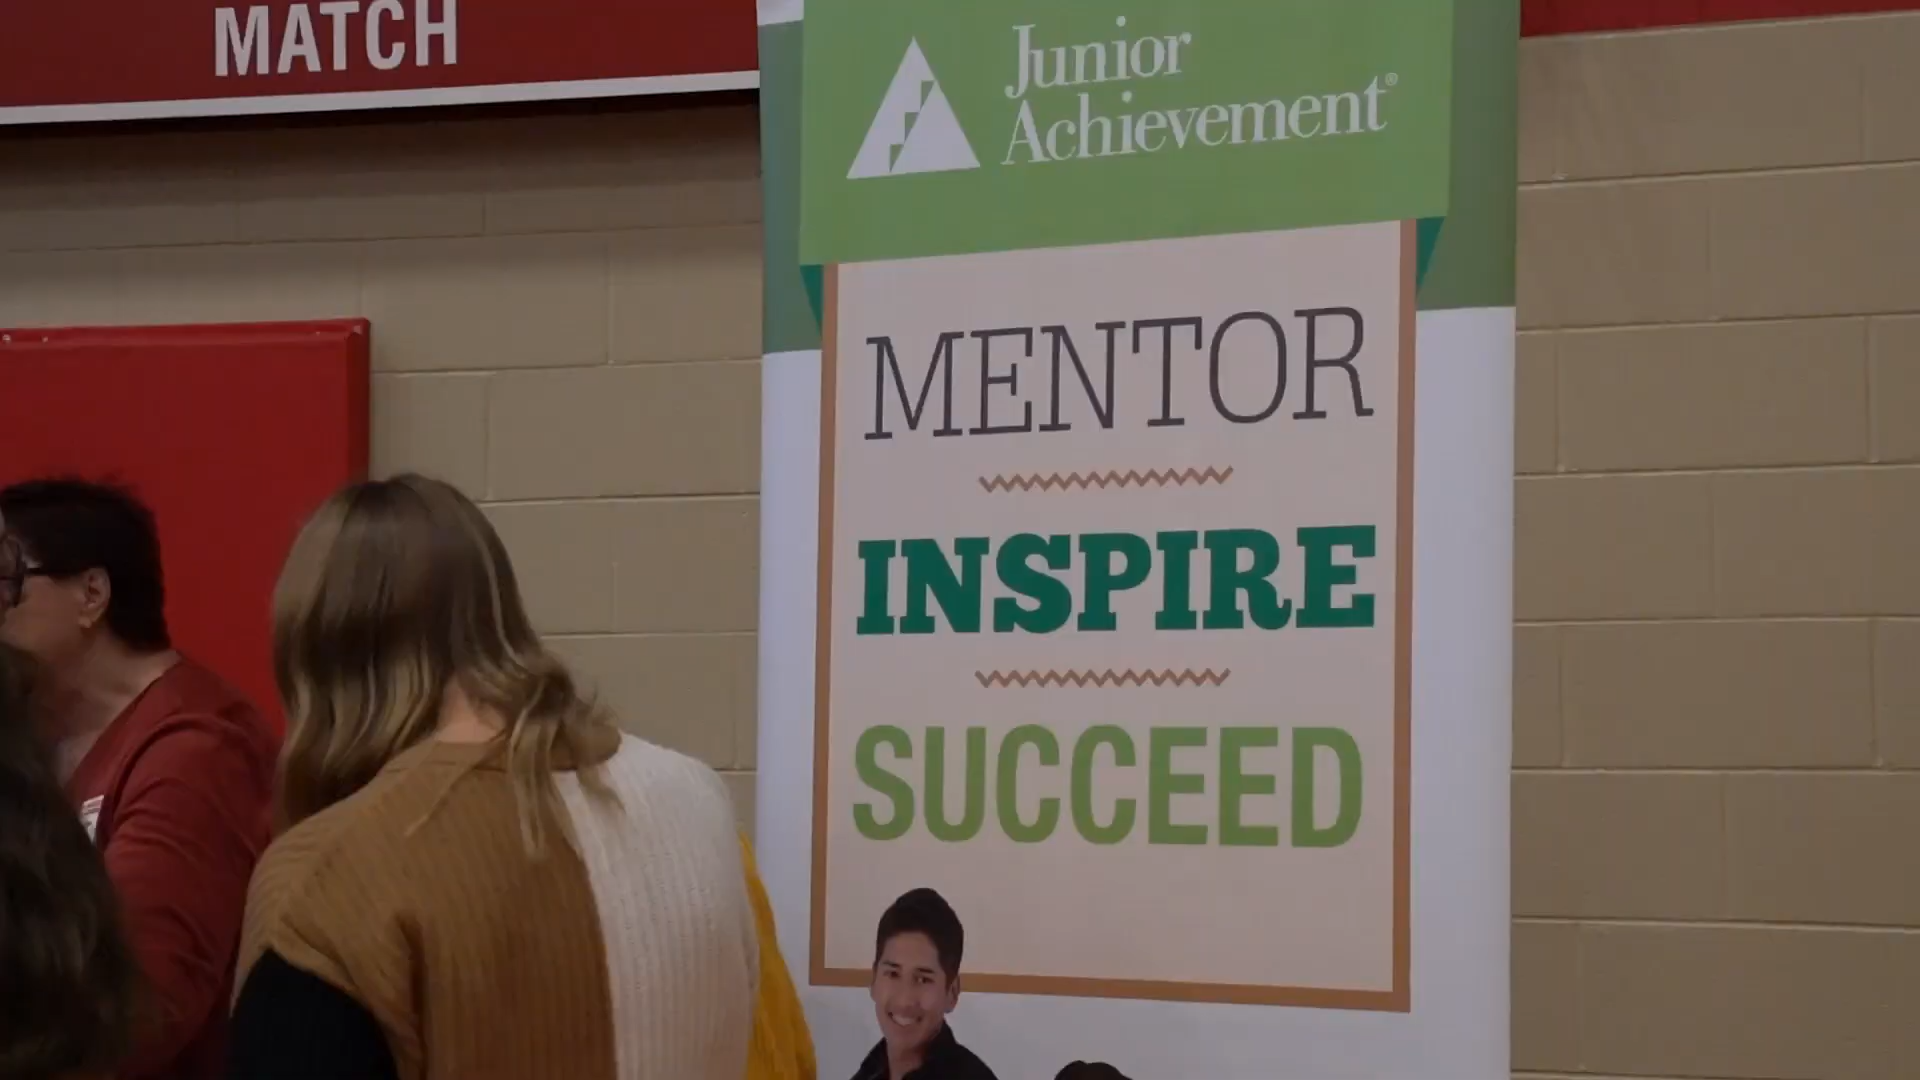 MATCH
Junior
Achievement®
MENTOR
INSPIRE
SUCCEED